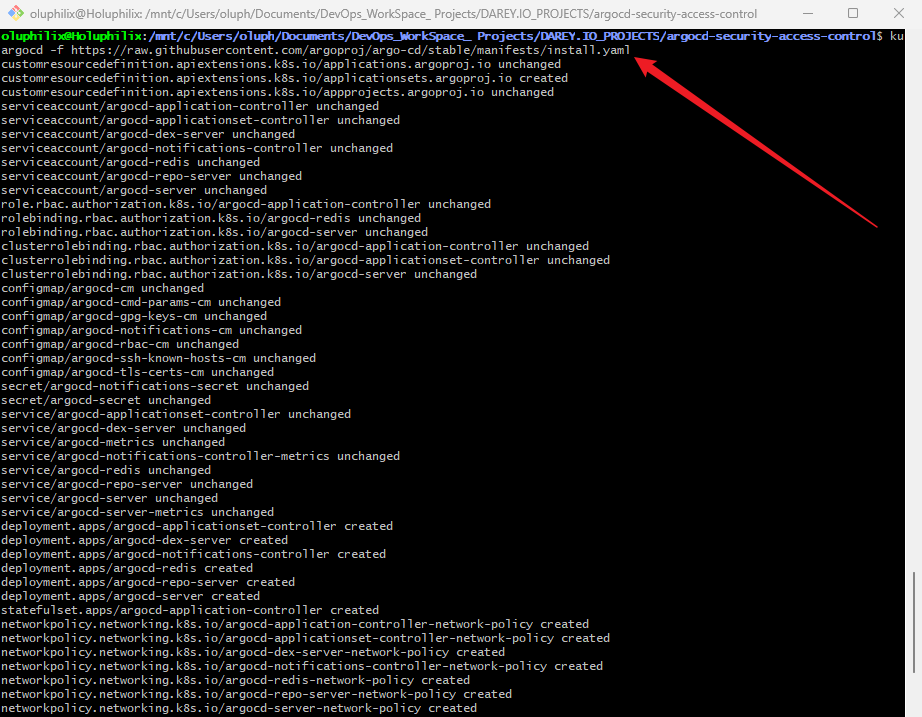 oluphilix@Holuphilix: /mnt/c/Users/oluph/Documents/DevOps_WorkSpace_ Projects/DAREY.IO_PROJECTS/argocd-security-access-control
oluphilix@Holuphilix:/mnt/c/Users/oluph/Documents/DevOps_WorkSpace_ Projects/DAREY.IO_PROJECTS/argocd-security-access-control$ ku
argocd -f https://raw.githubusercontent.com/argoproj/argo-cd/stable/manifests/install.yaml
customresourcedefinition.apiextensions.k8s.io/applications.argoproj.io unchanged
customresourcedefinition.apiextensions.k8s.io/applicationsets.argoproj.io created
customresourcedefinition.apiextensions.k8s.io/appprojects.argoproj.io unchanged
serviceaccount/argocd-application-controller unchanged
serviceaccount/argocd-applicationset-controller unchanged
serviceaccount/argocd-dex-server unchanged
serviceaccount/argocd-notifications-controller unchanged
serviceaccount/argocd-redis unchanged
serviceaccount/argocd-repo-server unchanged
serviceaccount/argocd-server unchanged
role.rbac.authorization.k8s.io/argocd-application-controller unchanged
rolebinding.rbac.authorization.k8s.io/argocd-redis unchanged
rolebinding.rbac.authorization.k8s.io/argocd-server unchanged
clusterrolebinding.rbac.authorization.k8s.io/argocd-application-controller unchanged
clusterrolebinding.rbac.authorization.k8s.io/argocd-applicationset-controller unchanged
clusterrolebinding.rbac.authorization.k8s.io/argocd-server unchanged
configmap/argocd-cm unchanged
configmap/argocd-cmd-params-cm unchanged
configmap/argocd-gpg-keys-cm unchanged
configmap/argocd-notifications-cm unchanged
configmap/argocd-rbac-cm unchanged
configmap/argocd-ssh-known-hosts-cm unchanged
configmap/argocd-tls-certs-cm unchanged
secret/argocd-notifications-secret unchanged
secret/argocd-secret unchanged
service/argocd-applicationset-controller unchanged
service/argocd-dex-server unchanged
service/argocd-metrics unchanged
service/argocd-notifications-controller-metrics unchanged
service/argocd-redis unchanged
service/argocd-repo-server unchanged
service/argocd-server unchanged
service/argocd-server-metrics unchanged
deployment.apps/argocd-applicationset-controller created
deployment.apps/argocd-dex-server created
deployment.apps/argocd-notifications-controller created
deployment.apps/argocd-redis created
deployment.apps/argocd-repo-server created
deployment.apps/argocd-server created
statefulset.apps/argocd-application-controller created
networkpolicy.networking.k8s.io/argocd-application-controller-network-policy created
networkpolicy.networking.k8s.io/argocd-applicationset-controller-network-policy created
networkpolicy.networking.k8s.io/argocd-dex-server-network-policy created
networkpolicy.networking.k8s.io/argocd-notifications-controller-network-policy created
networkpolicy.networking.k8s.io/argocd-redis-network-policy created
networkpolicy.networking.k8s.io/argocd-repo-server-network-policy created
networkpolicy.networking.k8s.io/argocd-server-network-policy created